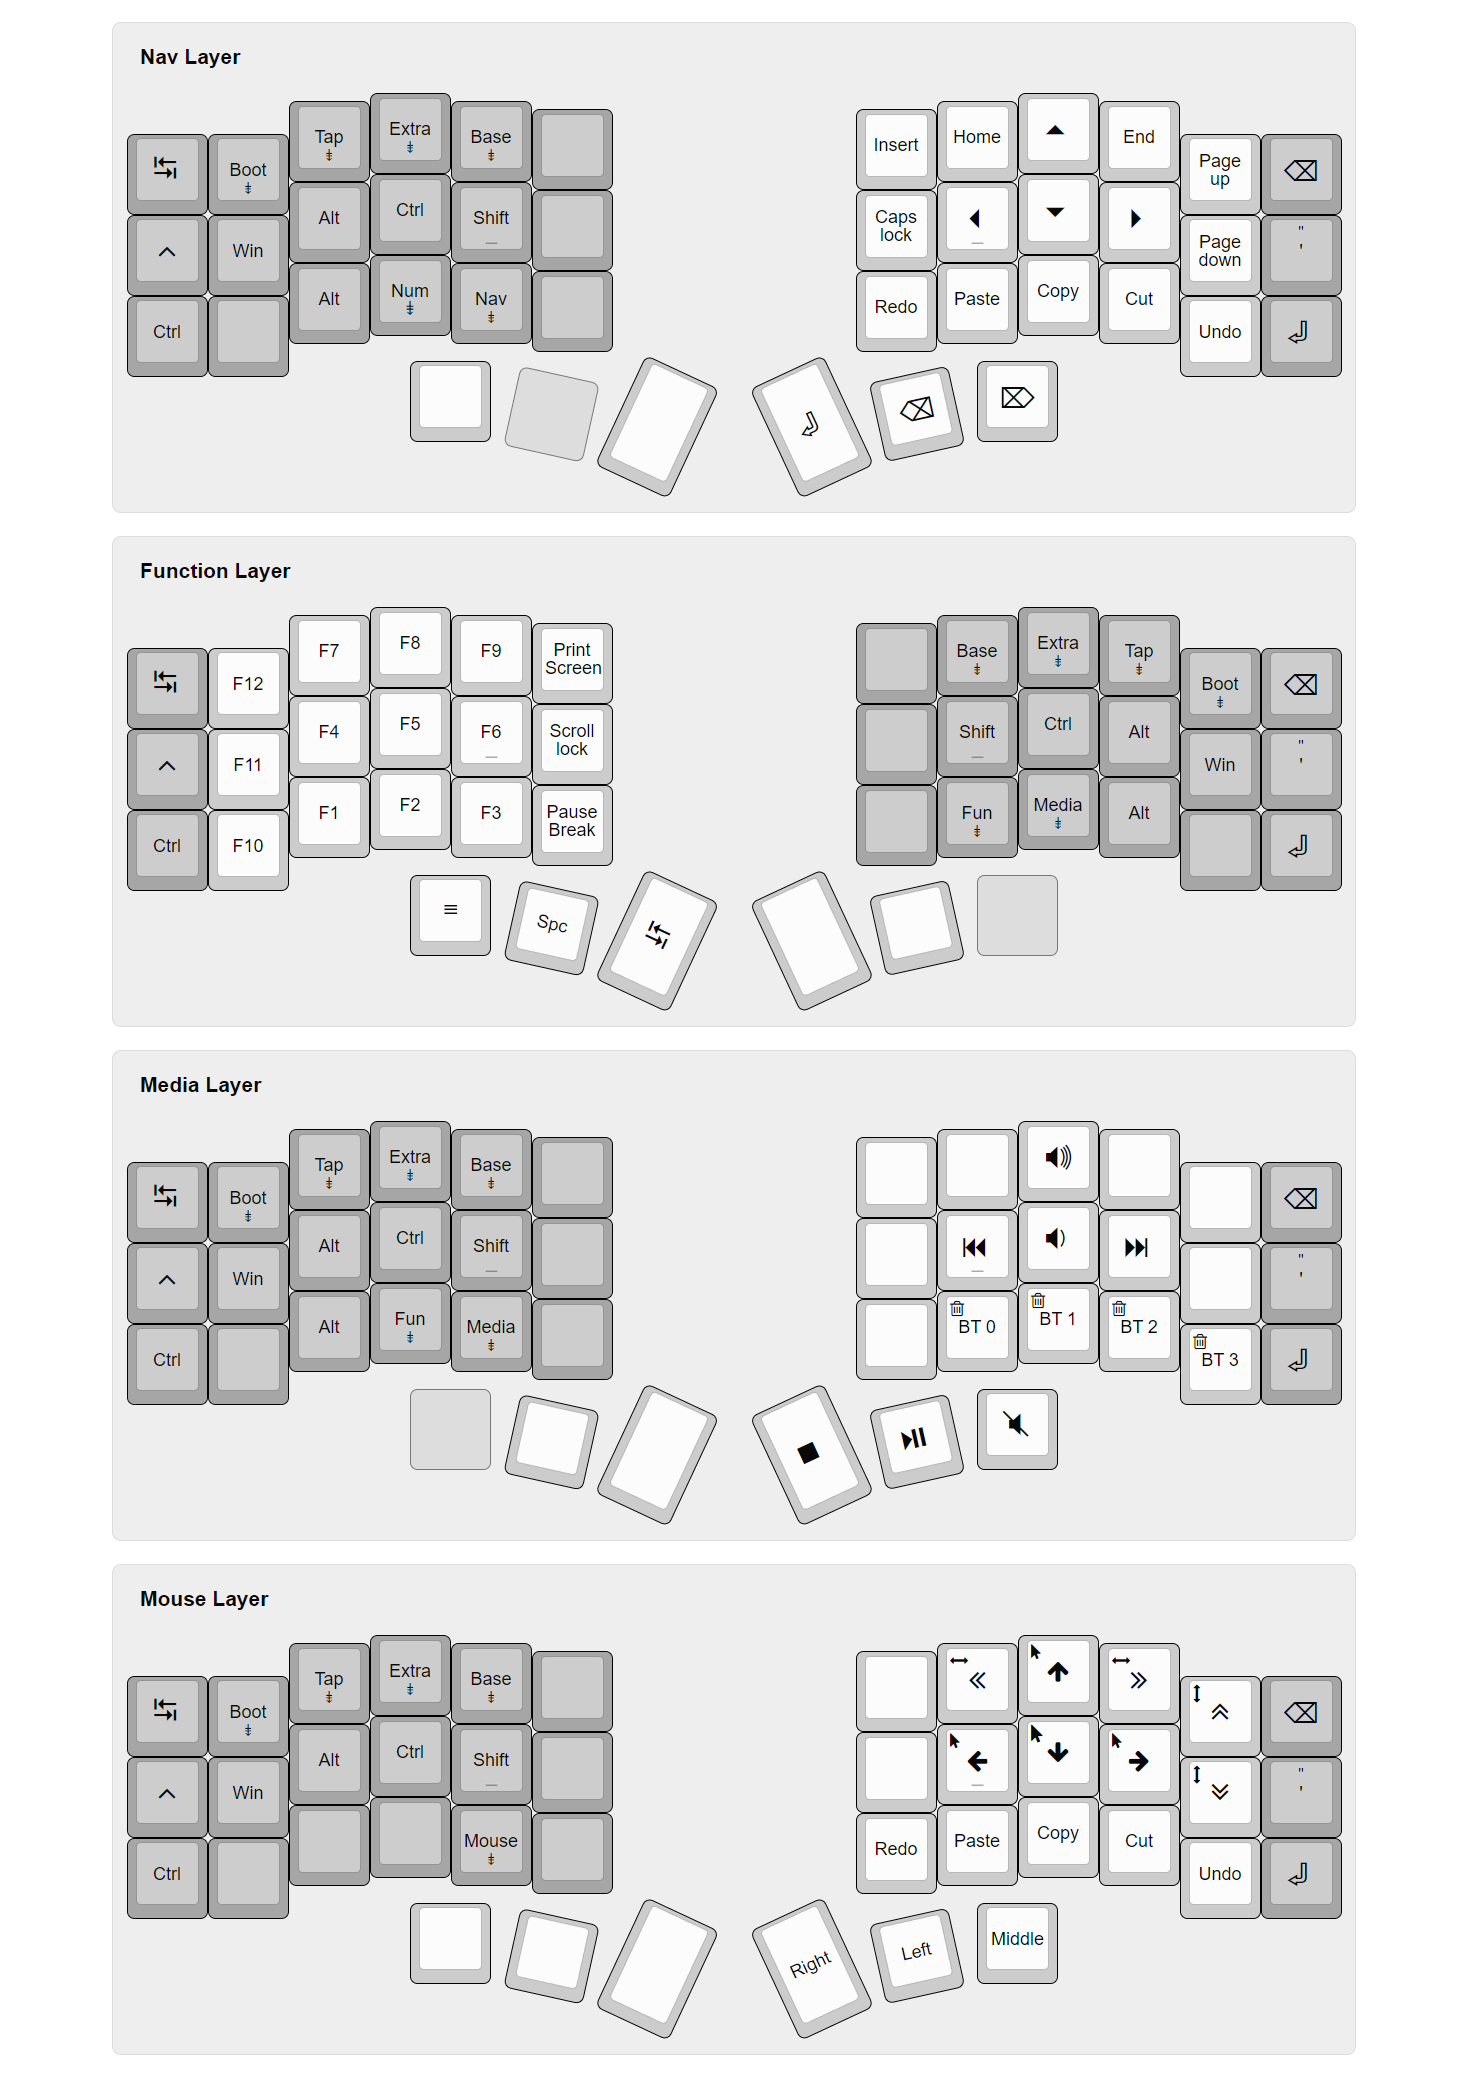 Nav Layer
Tap Extra Base
Boot
Alt Ctrl Shift
Win
Alt Num Nav
Ctrl
Insert Home End
Page
up
Caps
lock
Page
down
"
'
Redo Paste Copy Cut
Undo
Function Layer
F7 F8 F9 Print
Screen
F12
F4 F5 F6 Scroll
lock
F11
F1 F2 F3 Pause
Break
Ctrl F10
Spc
Base Extra Tap
Boot
Shift Ctrl Alt
Win "
'
Fun Media Alt
Media Layer
Tap Extra Base
Boot
Alt Ctrl Shift
Win
Alt Fun Media
Ctrl
"
'
BT 0 BT 1 BT 2
BT 3
Mouse Layer
Tap Extra Base
Boot
Alt Ctrl Shift
Win
Mouse
Ctrl
"
'
Redo Paste Copy Cut
Undo
Right Left Middle